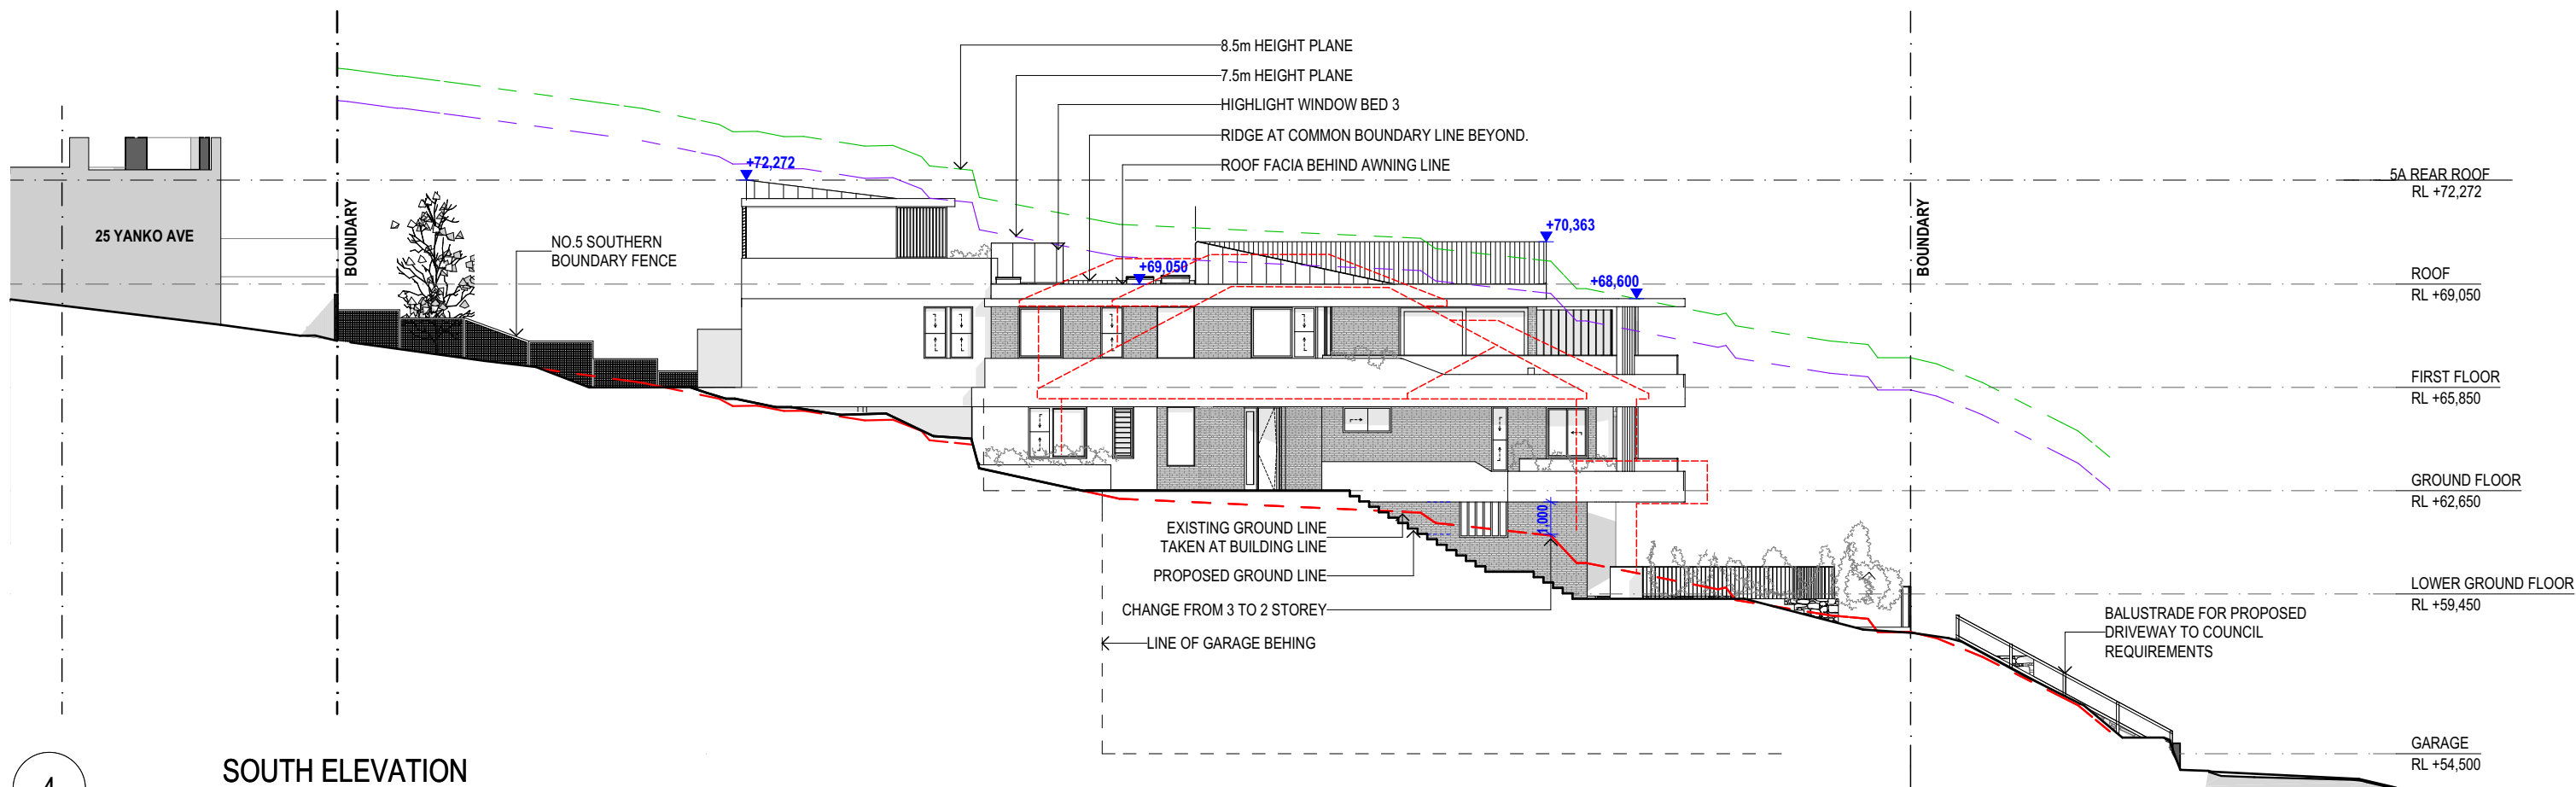 8.5m HEIGHT PLANE
7.5m HEIGHT PLANE
HIGHLIGHT WINDOW BED 3
RIDGE AT COMMON BOUNDARY LINE BEYOND.
ROOF FACIA BEHIND AWNING LINE
+72,272
5A REAR ROOF
RL +72,272
25 YANKO AVE
BOUNDARY
NO.5 SOUTHERN
BOUNDARY FENCE
+70,363
BOUNDARY
+69,050
+68,600
ROOF
RL +69,050
FIRST FLOOR
RL +65,850
GROUND FLOOR
RL +62,650
1,000
EXISTING GROUND LINE
TAKEN AT BUILDING LINE
PROPOSED GROUND LINE
CHANGE FROM 3 TO 2 STOREY
LINE OF GARAGE BEHING
LOWER GROUND FLOOR
RL +59,450
BALUSTRADE FOR PROPOSED
DRIVEWAY TO COUNCIL
REQUIREMENTS
GARAGE
RL +54,500
4
SOUTH ELEVATION